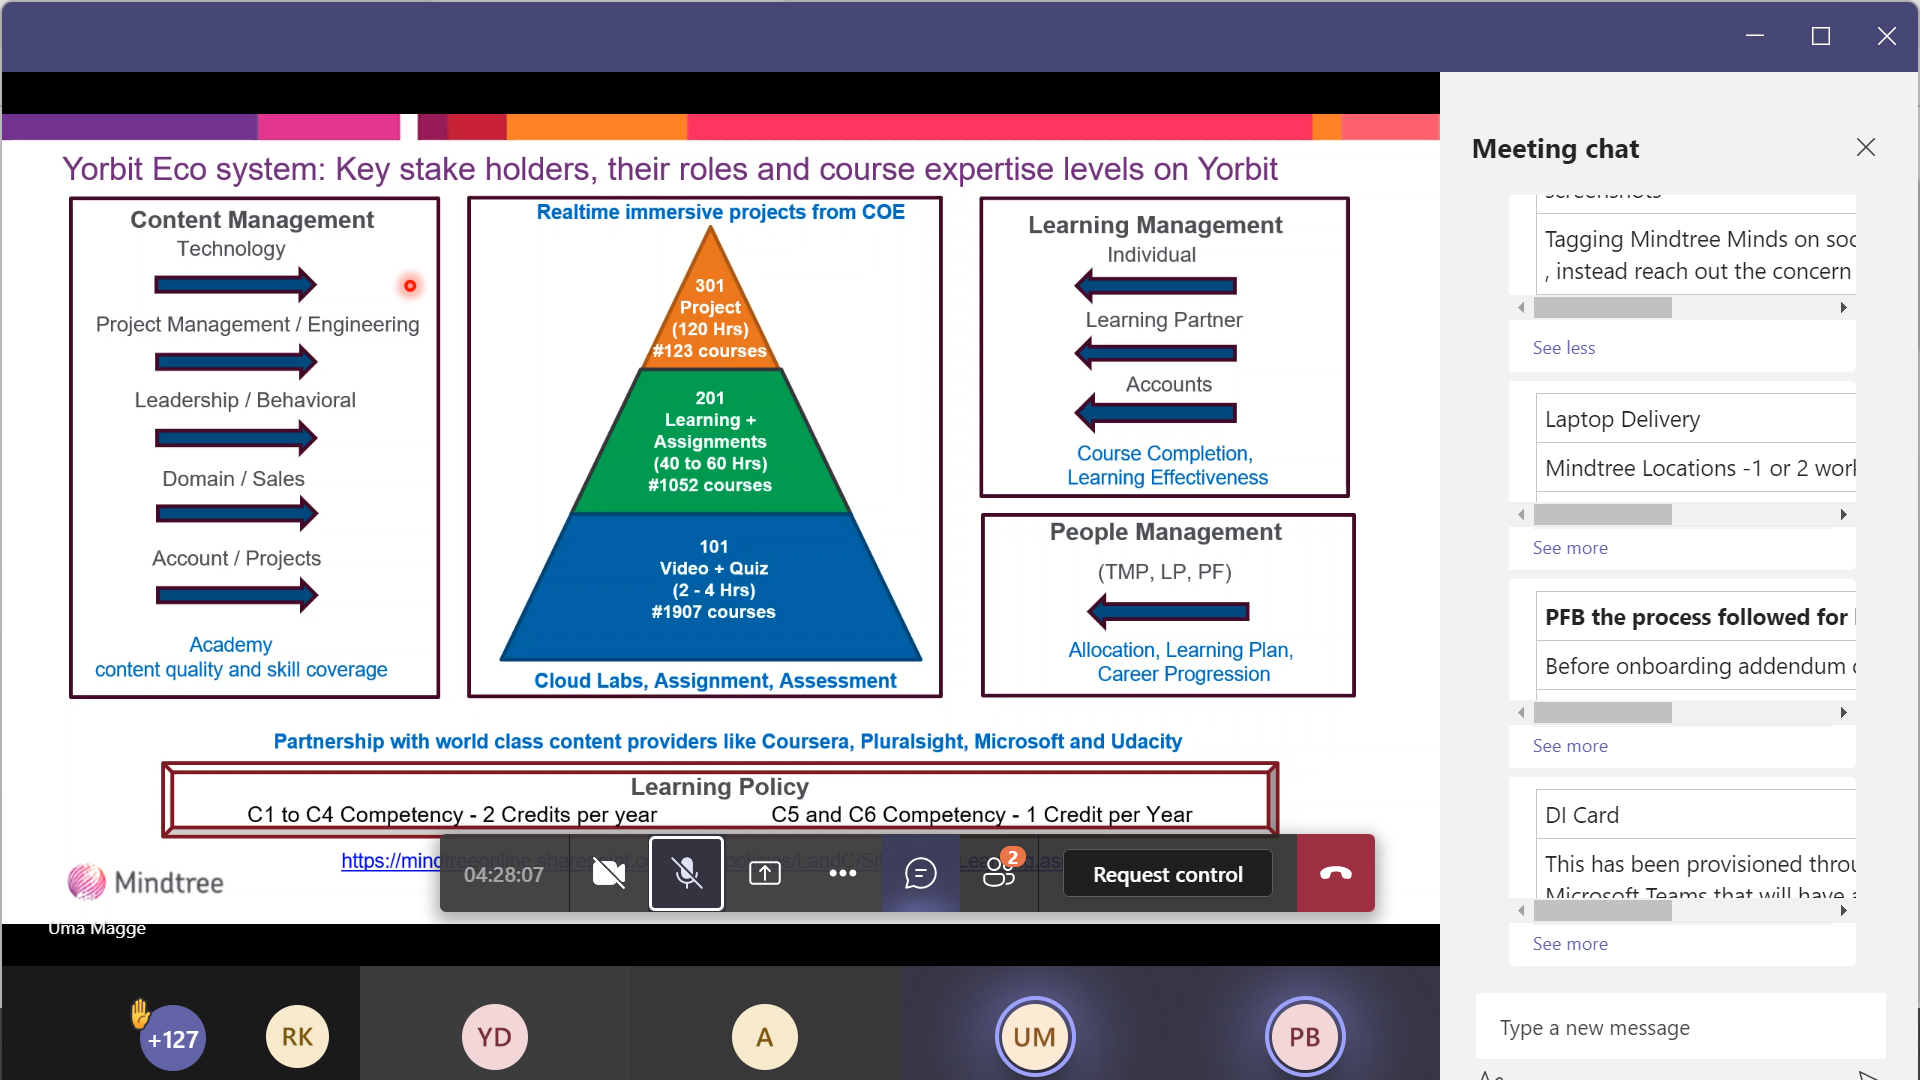 Yorbit Eco system: Key stake holders, their roles and course expertise levels on Yorbit
Content Management
Technology
Project Management / Engineering
Leadership / Behavioral
Domain / Sales
Account / Projects
Academy
content quality and skill coverage
Realtime immersive projects from COE
301
Project
(120 Hrs)
#123 courses
201
Learning +
Assignments
(40 to 60 Hrs)
#1052 courses
101
Video + Quiz
(2 - 4 Hrs)
#1907 courses
Cloud Labs, Assignment, Assessment
Learning Management
Individual
Learning Partner
Accounts
Course Completion,
Learning Effectiveness
People Management
(TMP, LP, PF)
Allocation, Learning Plan,
Career Progression
Partnership with world class content providers like Coursera, Pluralsight, Microsoft and Udacity
Learning Policy
C1 to C4 Competency - 2 Credits per year
C5 and C6 Competency - 1 Credit per Year
Mindtree
04:28:07
2
Request control
Uma Magge
+127
RK
YD
A
UM
PB
Meeting chat
screenshots
Tagging Mindtree Minds on soc
, instead reach out the concern
See less
Laptop Delivery
Mindtree Locations -1 or 2 work
See more
PFB the process followed for
Before onboarding addendum
See more
DI Card
This has been provisioned throu
Microsoft Teams that will have
See more
Type a new message